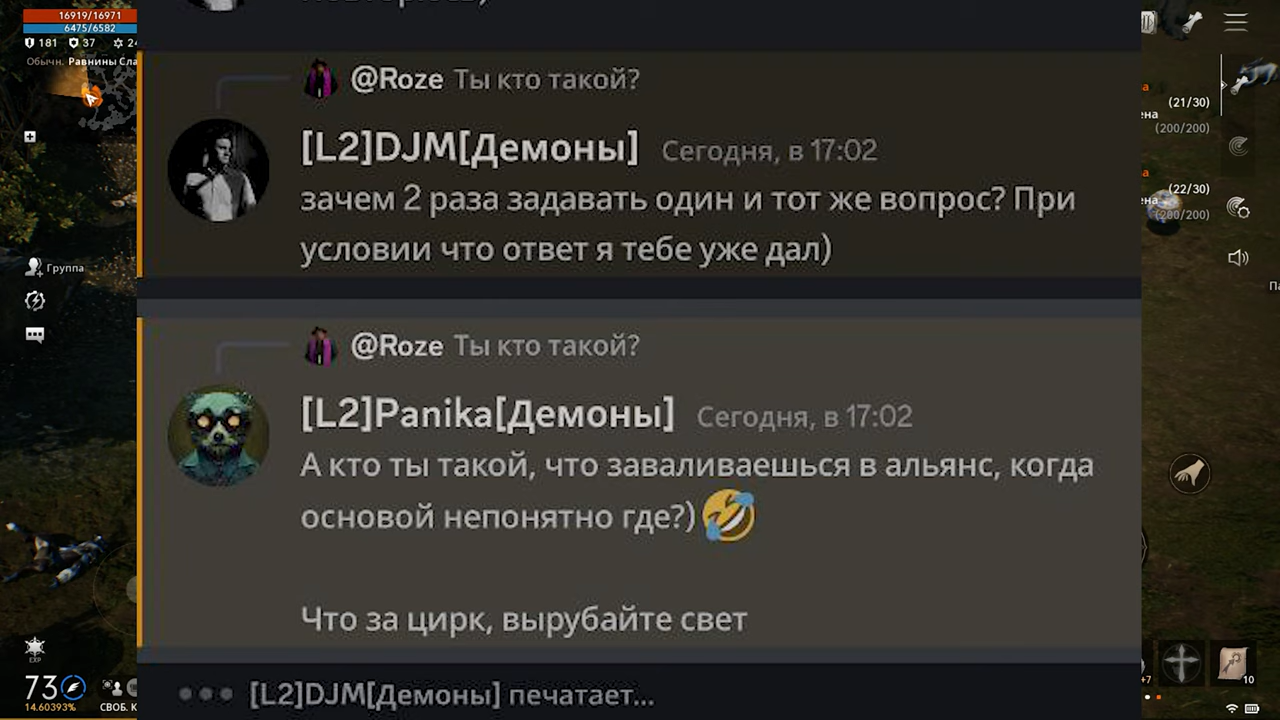 16919/16971
6475/6582
181 37
Обычн. Равнины
Группа
EXP
73
14.60393%
@Roze Ты кто такой?
[L2]DJM[Демоны] Сегодня, в 17:02
зачем 2 раза задавать один и тот же вопрос? При
условии что ответ я тебе уже дал)
@Roze Ты кто такой?
[L2]Panika[Демоны] Сегодня, в 17:02
А кто ты такой, что заваливаешься в альянс, когда
основой непонятно где?)
Что за цирк, вырубайте свет
[L2]DJM[Демоны] печатает...
(21/30)
(200/200)
(22/30)
(200/200)
+7
10